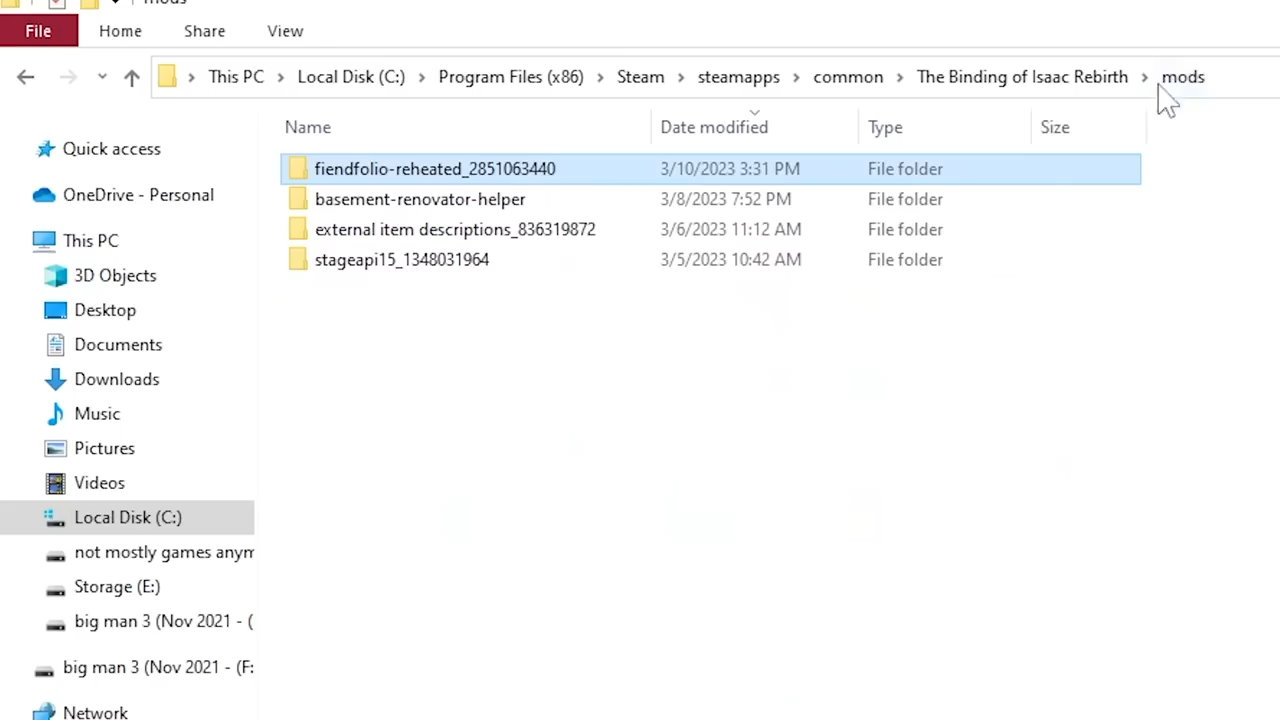 mods
File Home Share View
This PC Local Disk (C:) Program Files (x86) Steam steamapps common The Binding of Isaac Rebirth mods
Name Date modified Type Size
fiendfolio-reheated_2851063440 3/10/2023 3:31 PM File folder
basement-renovator-helper 3/8/2023 7:52 PM File folder
external item descriptions_836319872 3/6/2023 11:12 AM File folder
stageapi15_1348031964 3/5/2023 10:42 AM File folder
Quick access
OneDrive - Personal
This PC
3D Objects
Desktop
Documents
Downloads
Music
Pictures
Videos
Local Disk (C:)
not mostly games anym
Storage (E:)
big man 3 (Nov 2021 - (
big man 3 (Nov 2021 - (F:
Network